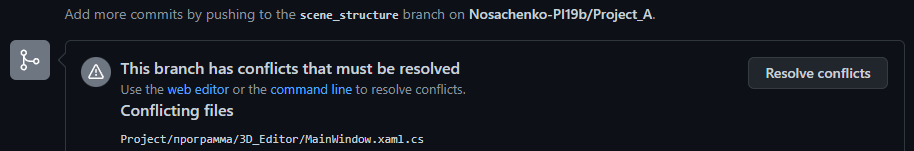 Add more commits by pushing to the scene_structure branch on Nosachenko-PI19b/Project_A.
This branch has conflicts that must be resolved
Resolve conflicts
Use the web editor or the command line to resolve conflicts.
Conflicting files
Project/программа/3D_Editor/MainWindow.xaml.cs